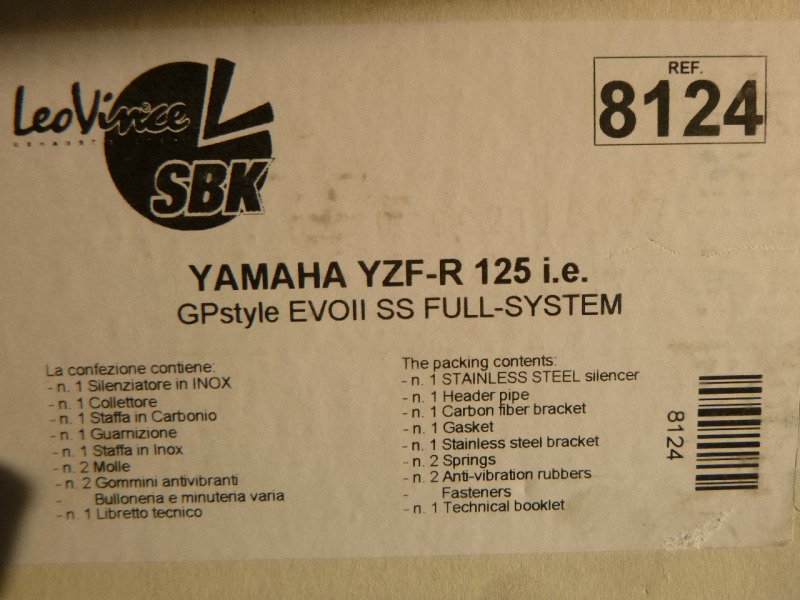 LeoVince
SBK
REF.
8124
YAMAHA YZF-R 125 i.e.
GPstyle EVOII SS FULL-SYSTEM
La confezione contiene:
- n. 1 Silenziatore in INOX
- n. 1 Collettore
- n. 1 Staffa in Carbonio
- n. 1 Guarnizione
- n. 1 Staffa in Inox
- n. 2 Molle
- n. 2 Gommini antivibranti
- Bulloneria e minuteria varia
- n. 1 Libretto tecnico
The packing contents:
- n. 1 STAINLESS STEEL silencer
- n. 1 Header pipe
- n. 1 Carbon fiber bracket
- n. 1 Gasket
- n. 1 Stainless steel bracket
- n. 2 Springs
- n. 2 Anti-vibration rubbers
- Fasteners
- n. 1 Technical booklet
8124